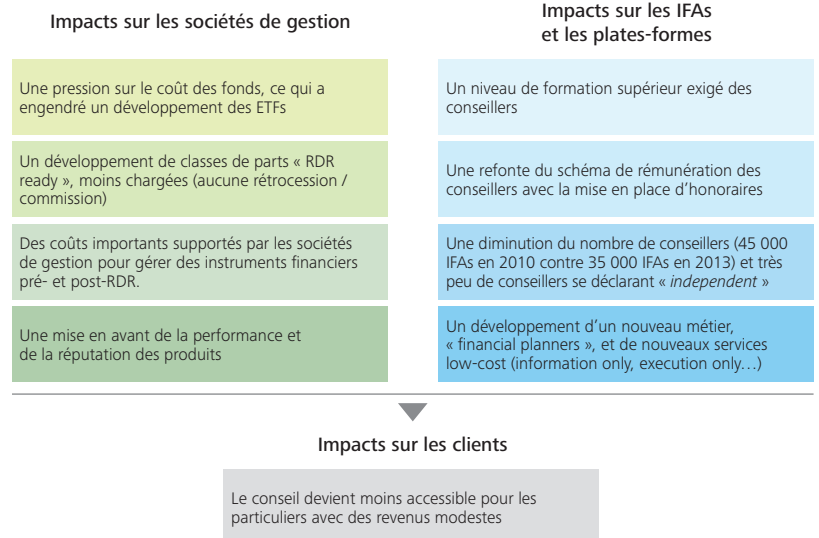 Impacts sur les sociétés de gestion
Une pression sur le coût des fonds, ce qui a
engendré un développement des ETFs
Un développement de classes de parts « RDR
ready », moins chargées (aucune rétrocession /
commission)
Des coûts importants supportés par les sociétés
de gestion pour gérer des instruments financiers
pré- et post-RDR.
Une mise en avant de la performance et
de la réputation des produits
Impacts sur les IFAs
et les plates-formes
Un niveau de formation supérieur exigé des
conseillers
Une refonte du schéma de rémunération des
conseillers avec la mise en place d’honoraires
Une diminution du nombre de conseillers (45 000
IFAs en 2010 contre 35 000 IFAs en 2013) et très
peu de conseillers se déclarant « independent »
Un développement d’un nouveau métier,
« financial planners », et de nouveaux services
low-cost (information only, execution only…)
Impacts sur les clients
Le conseil devient moins accessible pour les
particuliers avec des revenus modestes